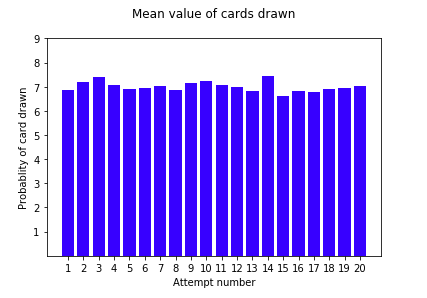 Mean value of cards drawn
9
8
7
6
5
4
3
2
1
Probablity of card drawn
1 2 3 4 5 6 7 8 9 10 11 12 13 14 15 16 17 18 19 20
Attempt number